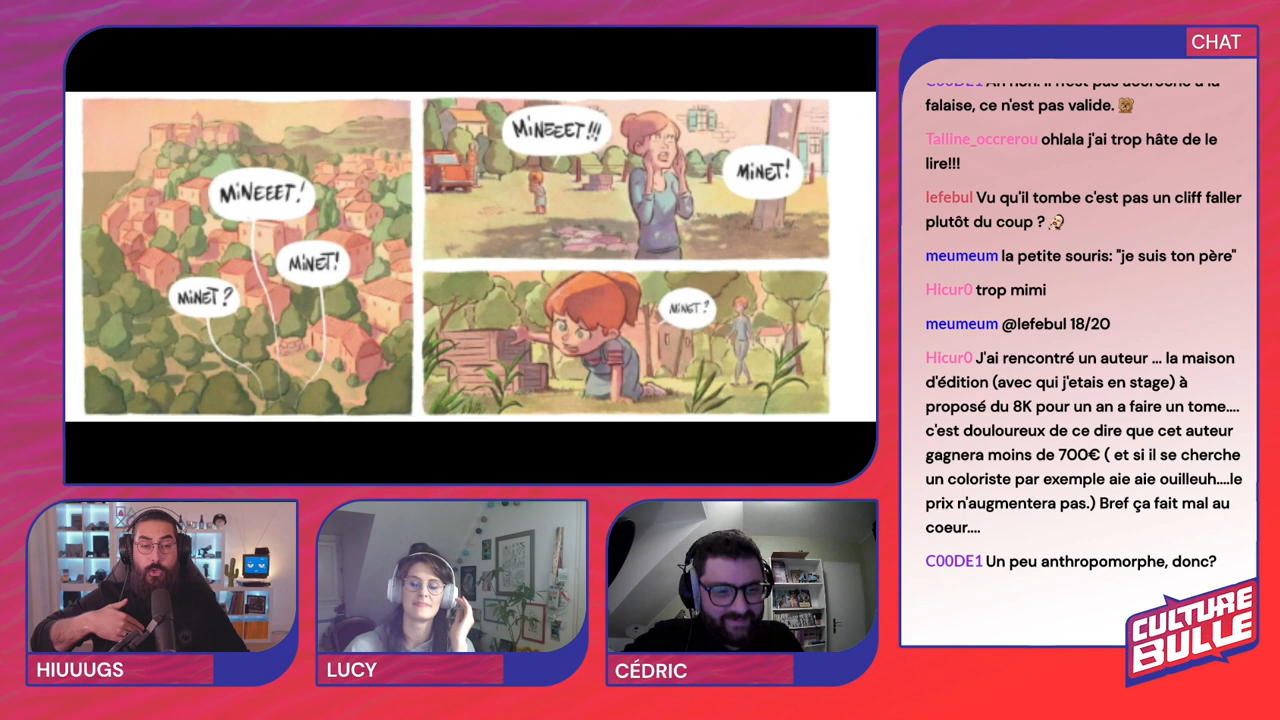 MINEEET!
MINET!
MINET?
MINEEET!!!
MINET!
MINET?
CHAT
C00DE1
falaise, ce n'est pas valide.
Talline_occrerou ohlala j'ai trop hâte de le
lire!!!
lefebul Vu qu'il tombe c'est pas un cliff faller
plutôt du coup ?
meumeum la petite souris: "je suis ton père"
Hicur0 trop mimi
meumeum @lefebul 18/20
Hicur0 J'ai rencontré un auteur ... la maison
d'édition (avec qui j'etais en stage) à
proposé du 8K pour un an a faire un tome....
c'est douloureux de ce dire que cet auteur
gagnera moins de 700€ ( et si il se cherche
un coloriste par exemple aie aie ouilleuh....le
prix n'augmentera pas.) Bref ça fait mal au
coeur....
C00DE1 Un peu anthropomorphe, donc?
CULTURE
BULLE
HIUUUGS
LUCY
CÉDRIC